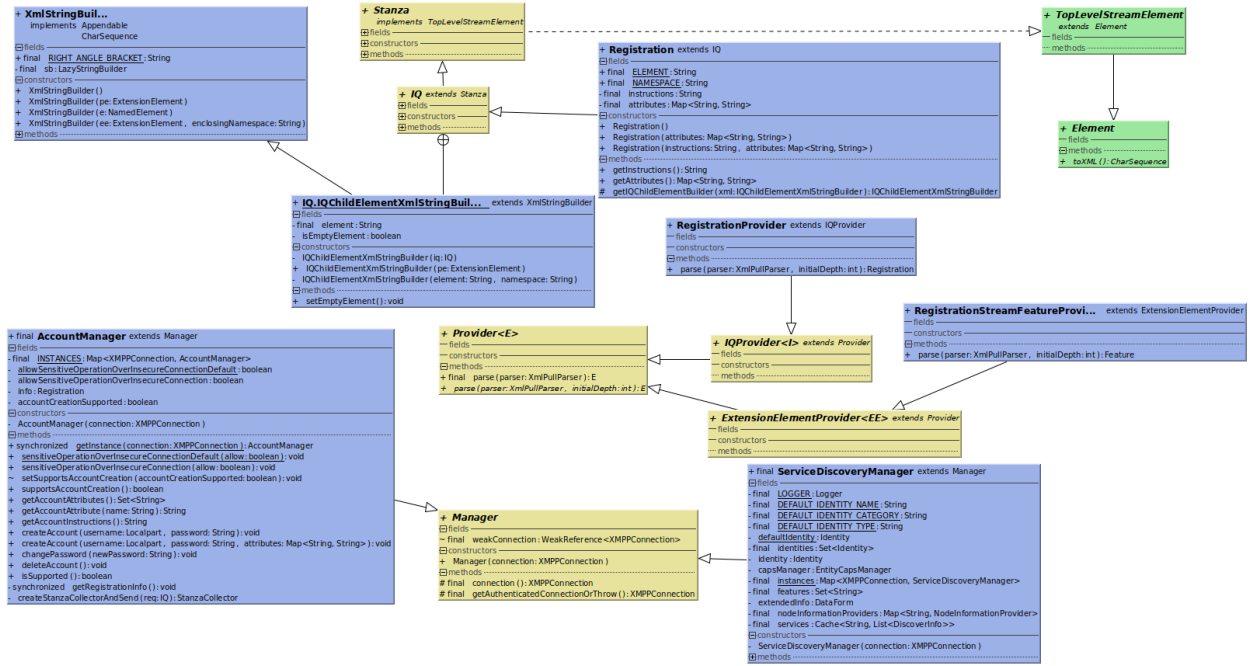 + XmlStringBuil...
implements Appendable
CharSequence
fields
+ final RIGHT_ANGLE_BRACKET:String
- final sb:LazyStringBuilder
constructors
+ XmlStringBuilder()
+ XmlStringBuilder(pe:ExtensionElement)
+ XmlStringBuilder(e:NamedElement)
+ XmlStringBuilder(ee:ExtensionElement, enclosingNamespace:String)
methods
+ Stanza
implements TopLevelStreamElement
fields
constructors
methods
+ TopLevelStreamElement
extends Element
fields
methods
+ IQ extends Stanza
fields
constructors
methods
+ Registration extends IQ
fields
+ final ELEMENT:String
+ final NAMESPACE:String
- final instructions:String
- final attributes:Map<String, String>
constructors
+ Registration()
+ Registration(attributes:Map<String, String>)
+ Registration(instructions:String, attributes:Map<String, String>)
methods
+ getInstructions():String
+ getAttributes():Map<String, String>
# getIQChildElementBuilder(xml:IQChildElementXmlStringBuilder):IQChildElementXmlStringBuilder
+ Element
fields
methods
+ toXML():CharSequence
+ IQ.IQChildElementXmlStringBuil... extends XmlStringBuilder
fields
- final element:String
- isEmptyElement:boolean
constructors
- IQChildElementXmlStringBuilder(iq:IQ)
+ IQChildElementXmlStringBuilder(pe:ExtensionElement)
- IQChildElementXmlStringBuilder(element:String, namespace:String)
methods
+ setEmptyElement():void
+ RegistrationProvider extends IQProvider
fields
constructors
methods
+ parse(parser:XmlPullParser, initialDepth:int):Registration
+ RegistrationStreamFeatureProvi... extends ExtensionElementProvider
fields
constructors
methods
+ parse(parser:XmlPullParser, initialDepth:int):Feature
+ final AccountManager extends Manager
fields
- final INSTANCES:Map<XMPPConnection, AccountManager>
- allowSensitiveOperationOverInsecureConnectionDefault:boolean
- allowSensitiveOperationOverInsecureConnection:boolean
- info:Registration
- accountCreationSupported:boolean
constructors
- AccountManager(connection:XMPPConnection)
methods
+ synchronized getInstance(connection:XMPPConnection):AccountManager
+ sensitiveOperationOverInsecureConnectionDefault(allow:boolean):void
+ sensitiveOperationOverInsecureConnection(allow:boolean):void
~ setSupportsAccountCreation(accountCreationSupported:boolean):void
+ supportsAccountCreation():boolean
+ getAccountAttributes():Set<String>
+ getAccountAttribute(name:String):String
+ getAccountInstructions():String
+ createAccount(username:Localpart, password:String):void
+ createAccount(username:Localpart, password:String, attributes:Map<String, String>):void
+ changePassword(newPassword:String):void
+ deleteAccount():void
+ isSupported():boolean
- synchronized getRegistrationInfo():void
- createStanzaCollectorAndSend(req:IQ):StanzaCollector
+ Provider<E>
fields
constructors
methods
+ final parse(parser:XmlPullParser):E
+ parse(parser:XmlPullParser, initialDepth:int):E
+ IQProvider<I> extends Provider
fields
constructors
methods
+ ExtensionElementProvider<EE> extends Provider
fields
constructors
methods
+ Manager
fields
~ final weakConnection:WeakReference<XMPPConnection>
constructors
+ Manager(connection:XMPPConnection)
methods
# final connection():XMPPConnection
# final getAuthenticatedConnectionOrThrow():XMPPConnection
+ final ServiceDiscoveryManager extends Manager
fields
- final LOGGER:Logger
- final DEFAULT_IDENTITY_NAME:String
- final DEFAULT_IDENTITY_CATEGORY:String
- final DEFAULT_IDENTITY_TYPE:String
- defaultIdentity:Identity
- final identities:Set<Identity>
- identity:Identity
- capsManager:EntityCapsManager
- final instances:Map<XMPPConnection, ServiceDiscoveryManager>
- final features:Set<String>
- extendedInfo:DataForm
- final nodeInformationProviders:Map<String, NodeInformationProvider>
- final services:Cache<String, List<DiscoverInfo>>
constructors
- ServiceDiscoveryManager(connection:XMPPConnection)
methods